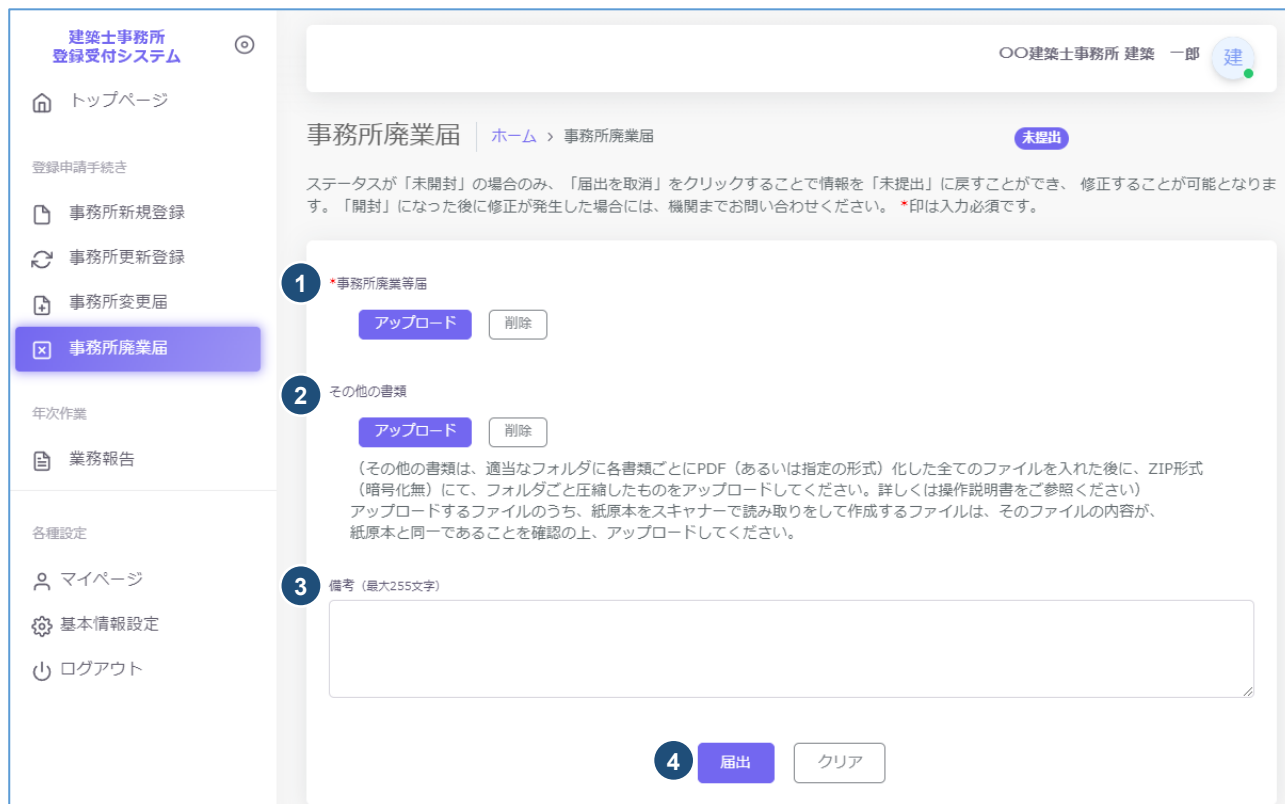 建築士事務所
登録受付システム
トップページ
登録申請手続き
事務所新規登録
事務所更新登録
事務所変更届
事務所廃業届
年次作業
業務報告
各種設定
マイページ
基本情報設定
ログアウト
〇〇建築士事務所 建築　一郎
建
事務所廃業届
ホーム › 事務所廃業届
未提出
ステータスが「未開封」の場合のみ、「届出を取消」をクリックすることで情報を「未提出」に戻すことができ、 修正することが可能となりま
す。「開封」になった後に修正が発生した場合には、機関までお問い合わせください。 *印は入力必須です。
1 *事務所廃業等届
アップロード 削除
2 その他の書類
アップロード 削除
（その他の書類は、適当なフォルダに各書類ごとにPDF（あるいは指定の形式）化した全てのファイルを入れた後に、ZIP形式
（暗号化無）にて、フォルダごと圧縮したものをアップロードしてください。詳しくは操作説明書をご参照ください）
アップロードするファイルのうち、紙原本をスキャナーで読み取りをして作成するファイルは、そのファイルの内容が、
紙原本と同一であることを確認の上、アップロードしてください。
3 備考（最大255文字）
4 届出 クリア